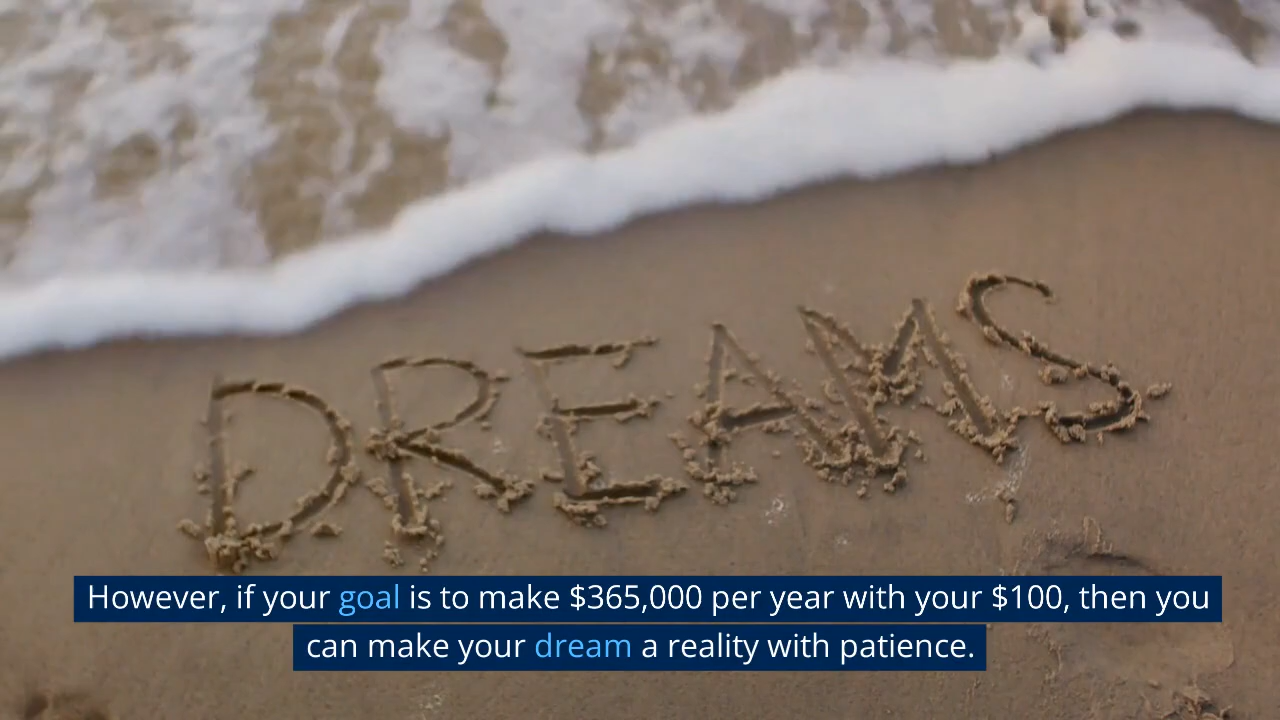 DREAMS
However, if your goal is to make $365,000 per year with your $100, then you
can make your dream a reality with patience.